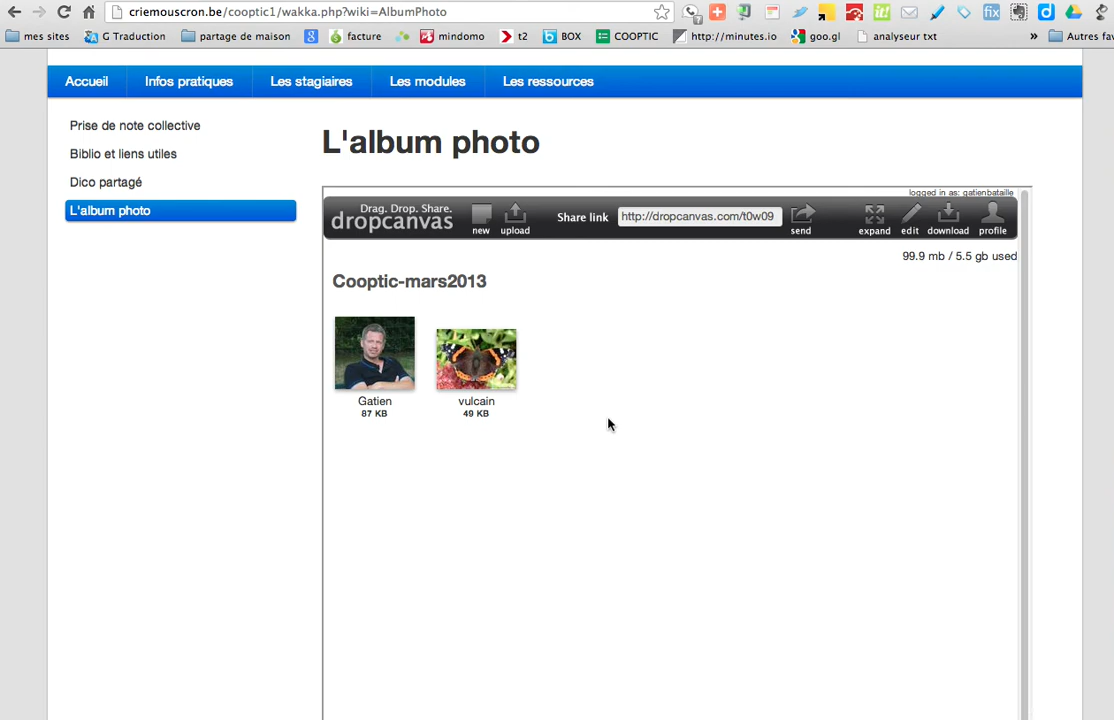 criemouscron.be/cooptic1/wakka.php?wiki=AlbumPhoto
mes sites
G Traduction
partage de maison
facture
mindomo
t2
BOX
COOPTIC
http://minutes.io
goo.gl
analyseur txt
»
Autres fav
Accueil
Infos pratiques
Les stagiaires
Les modules
Les ressources
Prise de note collective
Biblio et liens utiles
Dico partagé
L'album photo
L'album photo
logged in as: gatienbataille
Drag. Drop. Share.
dropcanvas
new
upload
Share link
http://dropcanvas.com/t0w09
send
expand
edit
download
profile
99.9 mb / 5.5 gb used
Cooptic-mars2013
Gatien
87 KB
vulcain
49 KB